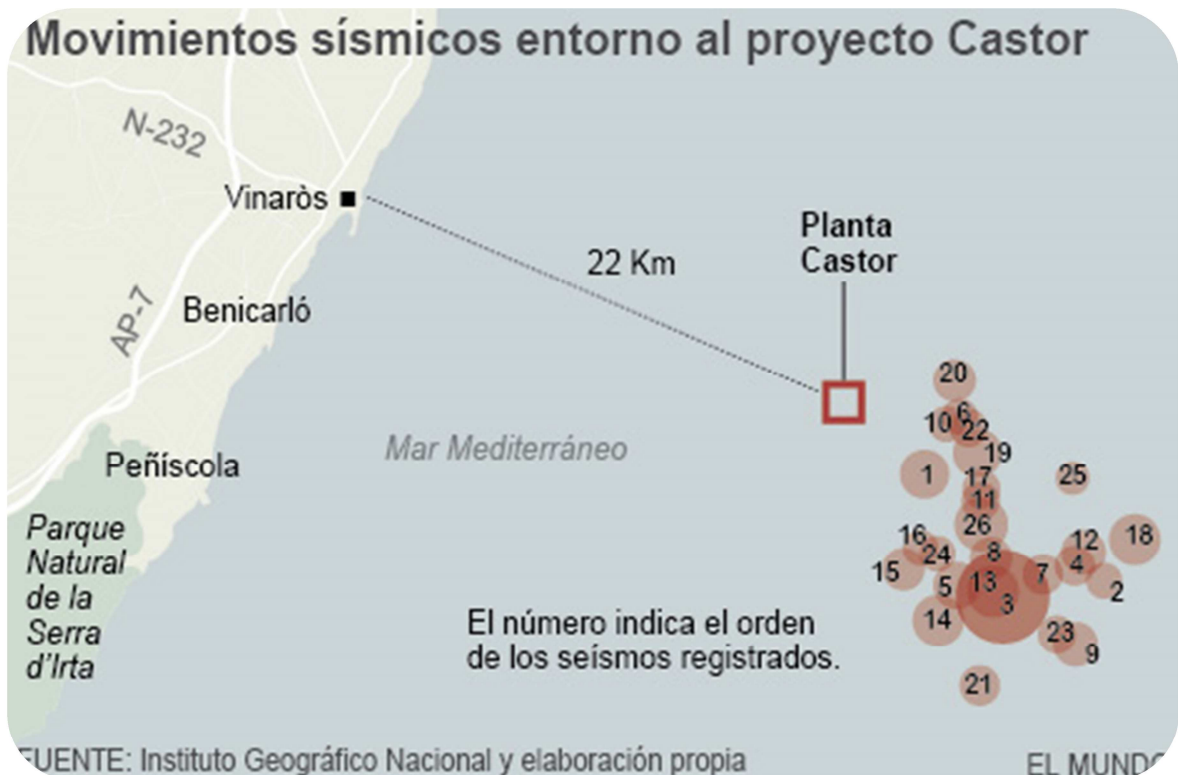 Movimientos sísmicos entorno al proyecto Castor
N-232
Vinaròs
Planta
Castor
22 Km
AP-7
Benicarló
20
6
10
22
19
Mar Mediterráneo
1
17
25
Peñíscola
11
26
Parque
Natural
de la
Serra
d'Irta
16
12
18
24
8
4
15
7
5
13
2
3
14
El número indica el orden
de los seísmos registrados.
23
9
21
FUENTE: Instituto Geográfico Nacional y elaboración propia
EL MUNDO